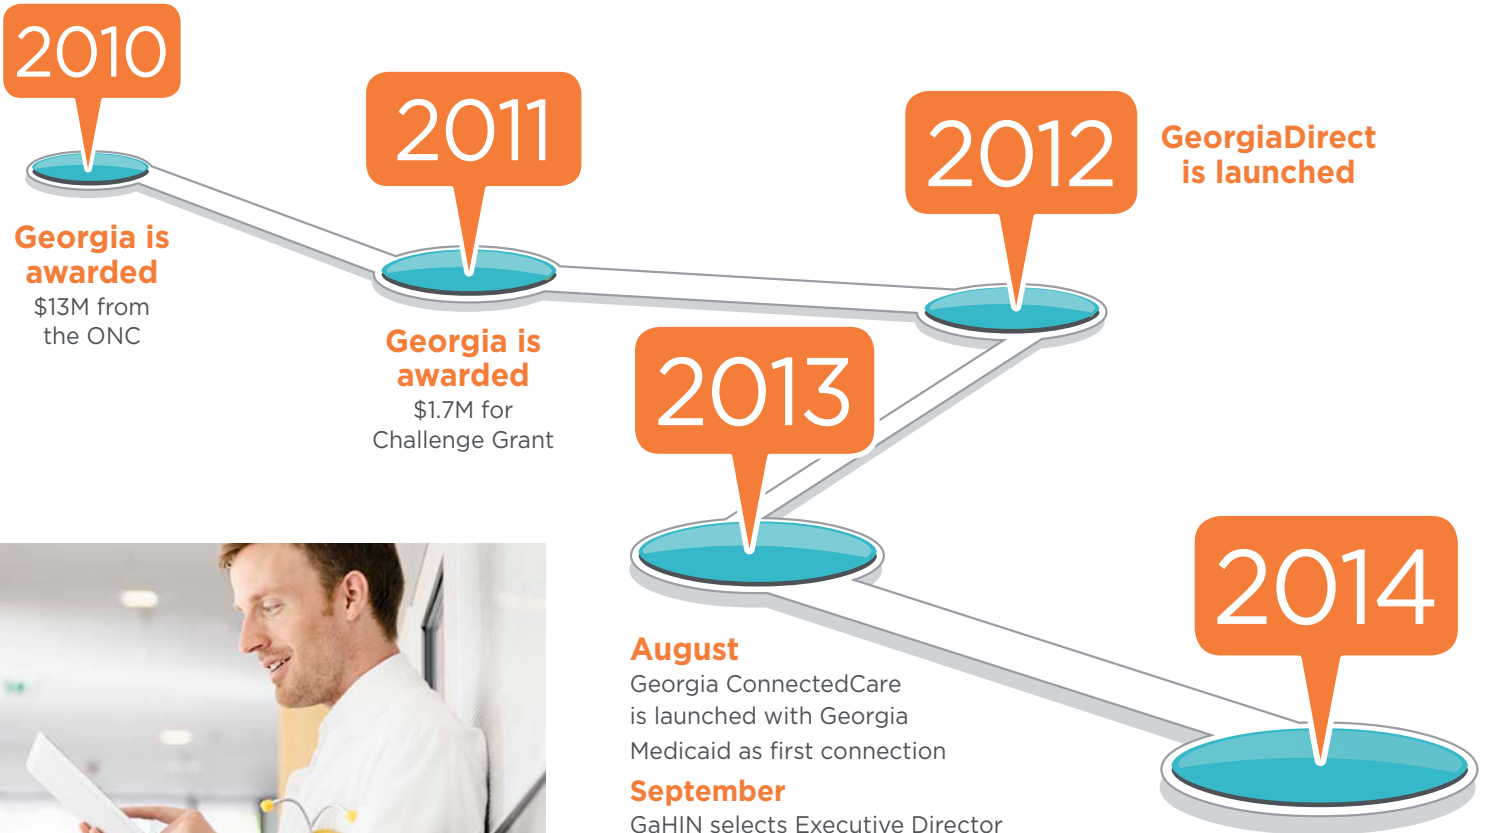 2010
Georgia is
awarded
$13M from
the ONC
2011
Georgia is
awarded
$1.7M for
Challenge Grant
2012
GeorgiaDirect
is launched
2013
August
Georgia ConnectedCare
is launched with Georgia
Medicaid as first connection
September
GaHIN selects Executive Director
2014